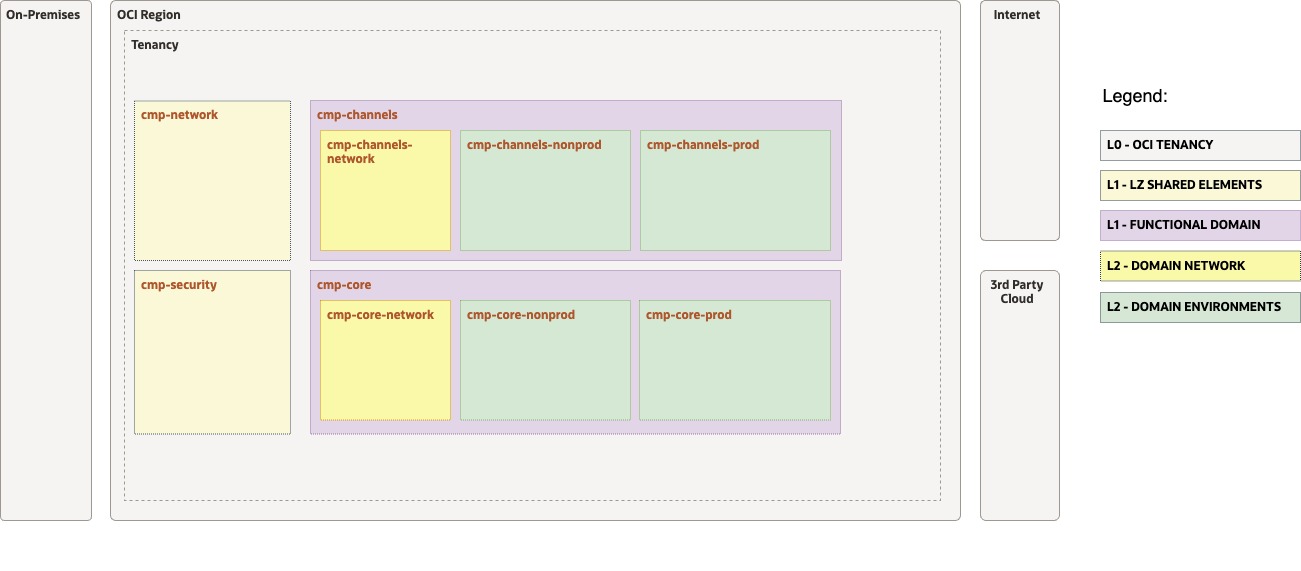 On-Premises
OCI Region
Internet
Tenancy
Legend:
cmp-network
cmp-channels
cmp-channels-
network
cmp-channels-nonprod
cmp-channels-prod
L0 - OCI TENANCY
L1 - LZ SHARED ELEMENTS
L1 - FUNCTIONAL DOMAIN
L2 - DOMAIN NETWORK
cmp-security
cmp-core
3rd Party
Cloud
cmp-core-network
cmp-core-nonprod
cmp-core-prod
L2 - DOMAIN ENVIRONMENTS